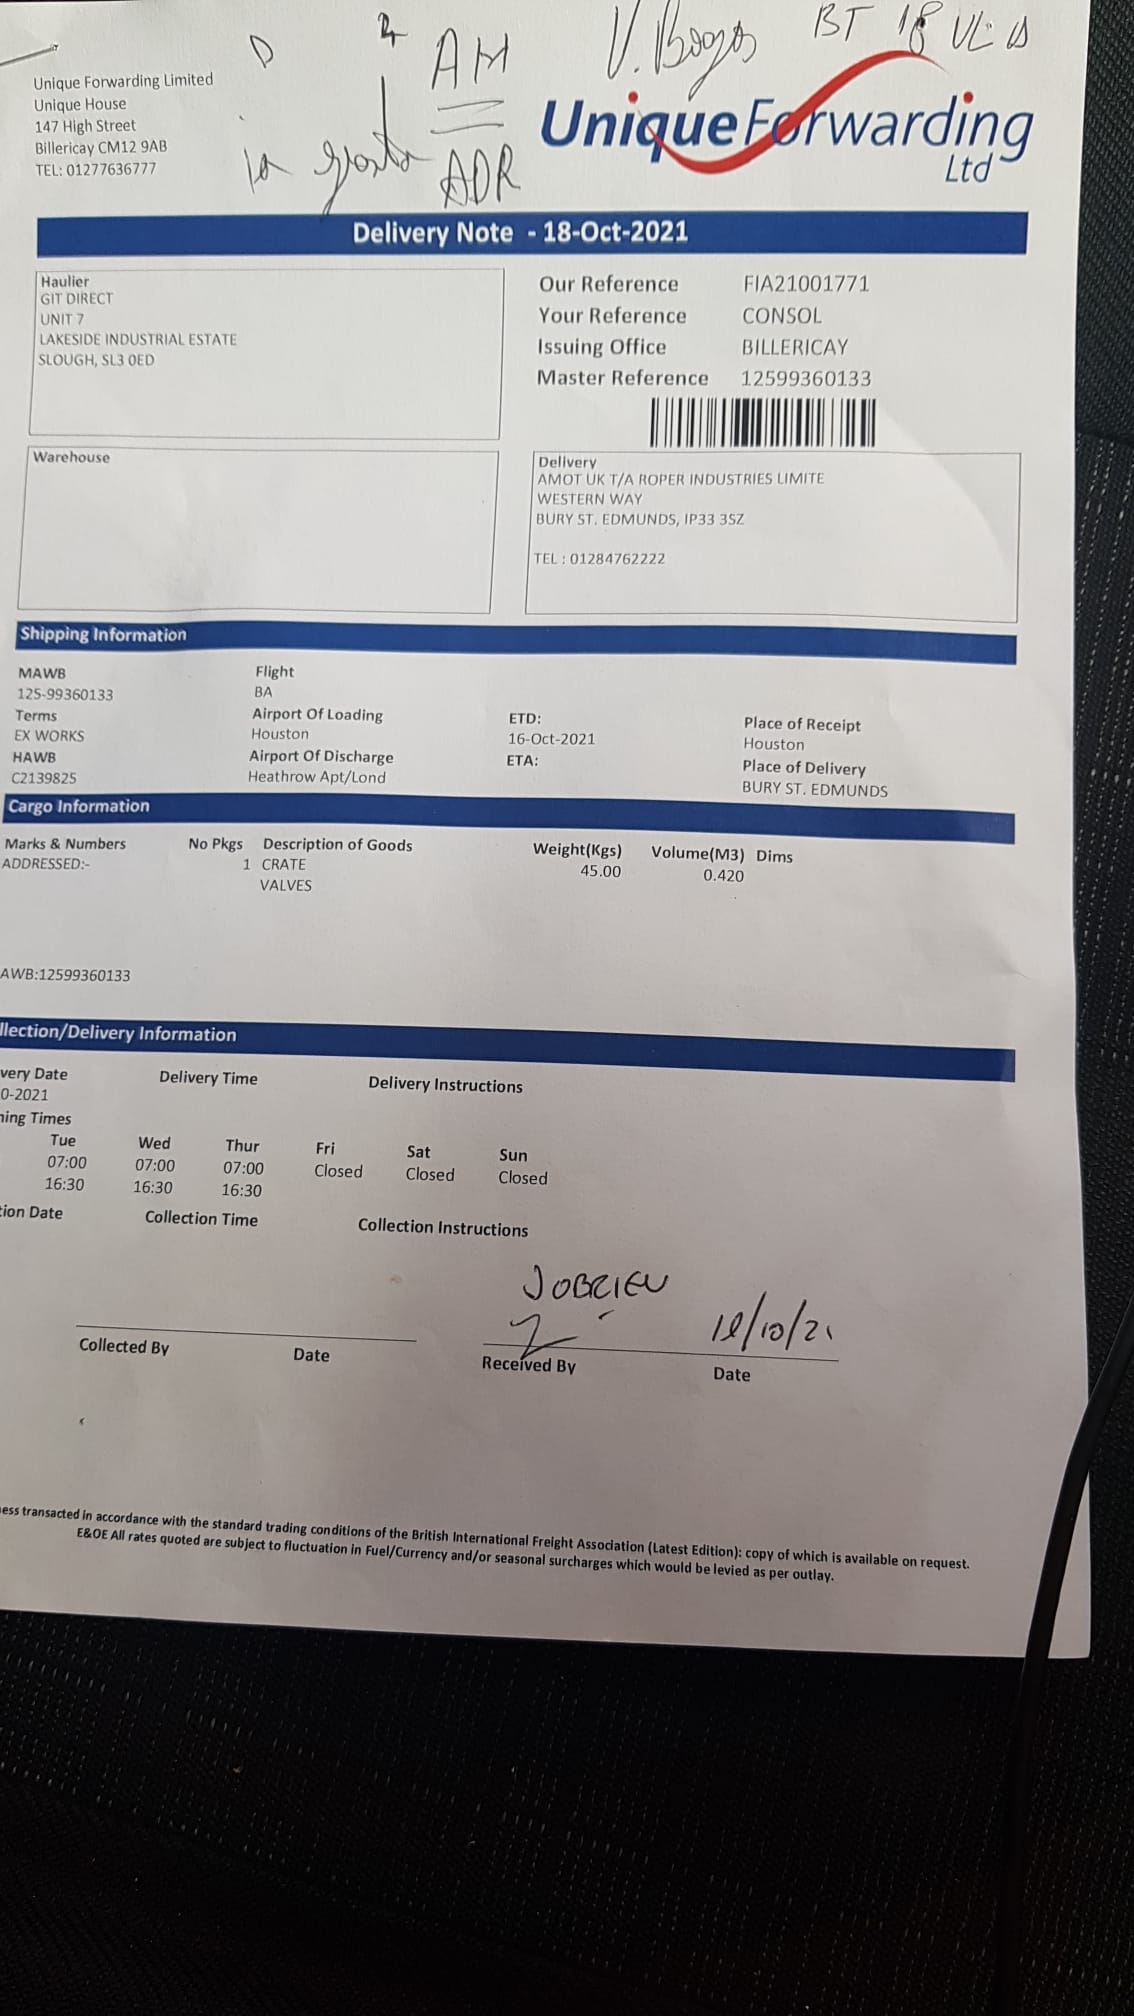 D 2 AM V. Bogos BT 18 VLD
Unique Forwarding Limited
Unique House
147 High Street
Billericay CM12 9AB
TEL: 01277636777
ADR
UniqueForwarding
Ltd
Delivery Note - 18-Oct-2021
Haulier
GIT DIRECT
UNIT 7
LAKESIDE INDUSTRIAL ESTATE
SLOUGH, SL3 0ED
Our Reference FIA21001771
Your Reference CONSOL
Issuing Office BILLERICAY
Master Reference 12599360133
Warehouse
Delivery
AMOT UK T/A ROPER INDUSTRIES LIMITE
WESTERN WAY
BURY ST. EDMUNDS, IP33 3SZ
TEL : 01284762222
Shipping Information
MAWB Flight
125-99360133 BA
Terms Airport Of Loading ETD: Place of Receipt
EX WORKS Houston 16-Oct-2021 Houston
HAWB Airport Of Discharge ETA: Place of Delivery
C2139825 Heathrow Apt/Lond BURY ST. EDMUNDS
Cargo Information
Marks & Numbers No Pkgs Description of Goods Weight(Kgs) Volume(M3) Dims
ADDRESSED:- 1 CRATE 45.00 0.420
VALVES
AWB:12599360133
llection/Delivery Information
very Date Delivery Time Delivery Instructions
0-2021
ning Times
Tue Wed Thur Fri Sat Sun
07:00 07:00 07:00 Closed Closed Closed
16:30 16:30 16:30
tion Date Collection Time Collection Instructions
JOBRIEN
18/10/21
Collected By Date Received By Date
ess transacted in accordance with the standard trading conditions of the British International Freight Association (Latest Edition): copy of which is available on request.
E&OE All rates quoted are subject to fluctuation in Fuel/Currency and/or seasonal surcharges which would be levied as per outlay.